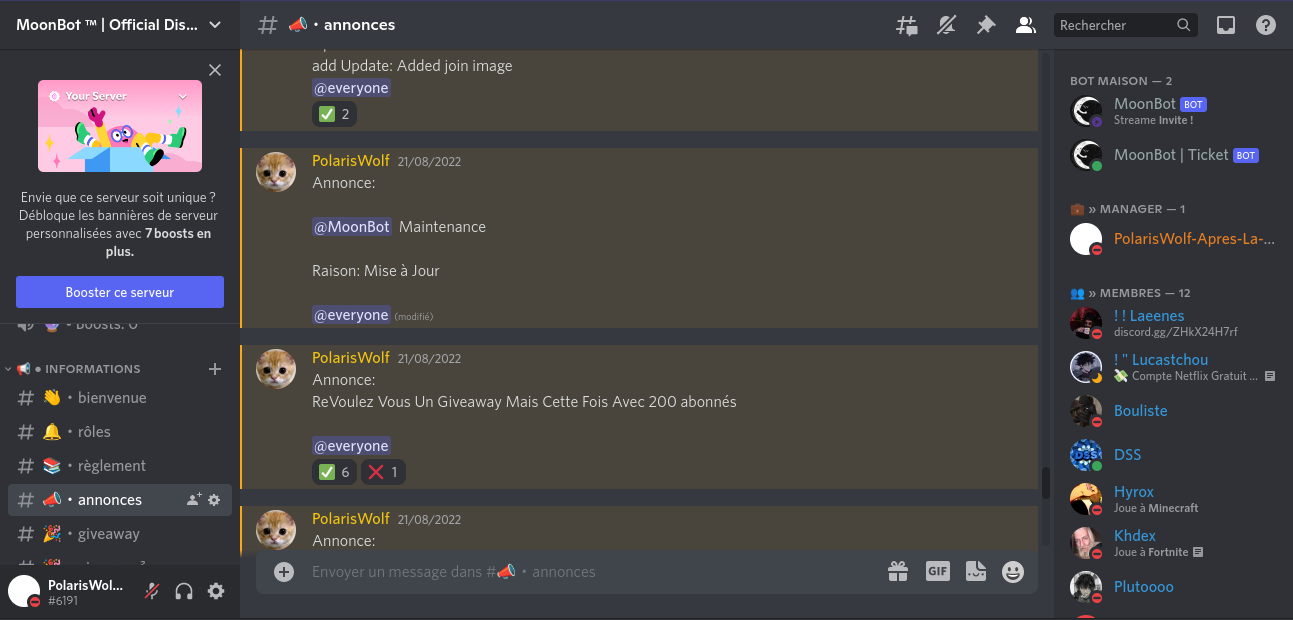 MoonBot ™ | Official Dis...
Your Server
Envie que ce serveur soit unique ?
Débloque les bannières de serveur
personnalisées avec 7 boosts en
plus.
Booster ce serveur
• Boosts: 0
• INFORMATIONS
• bienvenue
• rôles
• règlement
• annonces
• giveaway
PolarisWol...
#6191
• annonces
Rechercher
add Update: Added join image
@everyone
2
PolarisWolf 21/08/2022
Annonce:
@MoonBot Maintenance
Raison: Mise à Jour
@everyone (modifié)
PolarisWolf 21/08/2022
Annonce:
ReVoulez Vous Un Giveaway Mais Cette Fois Avec 200 abonnés
@everyone
6 1
PolarisWolf 21/08/2022
Annonce:
Envoyer un message dans #📣 • annonces
GIF
BOT MAISON — 2
MoonBot BOT
Streame Invite !
MoonBot | Ticket BOT
» MANAGER — 1
PolarisWolf-Apres-La-...
» MEMBRES — 12
! ! Laeenes
discord.gg/ZHkX24H7rf
! " Lucastchou
Compte Netflix Gratuit ...
Bouliste
DSS
DSS
Hyrox
Joue à Minecraft
Khdex
Joue à Fortnite
Plutoooo